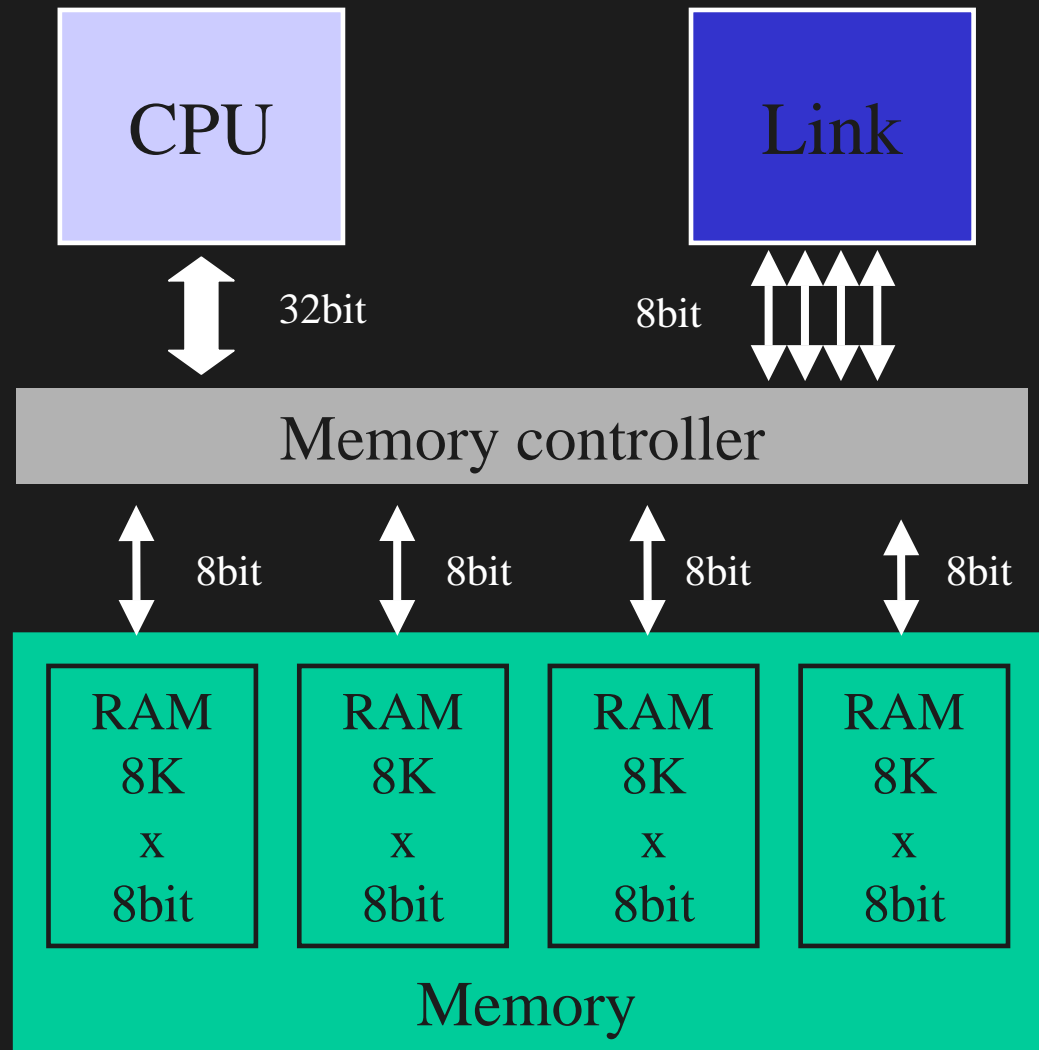 CPU
Link
32bit
8bit
Memory controller
8bit
8bit
8bit
8bit
RAM
8K
x
8bit
RAM
8K
x
8bit
RAM
8K
x
8bit
RAM
8K
x
8bit
Memory